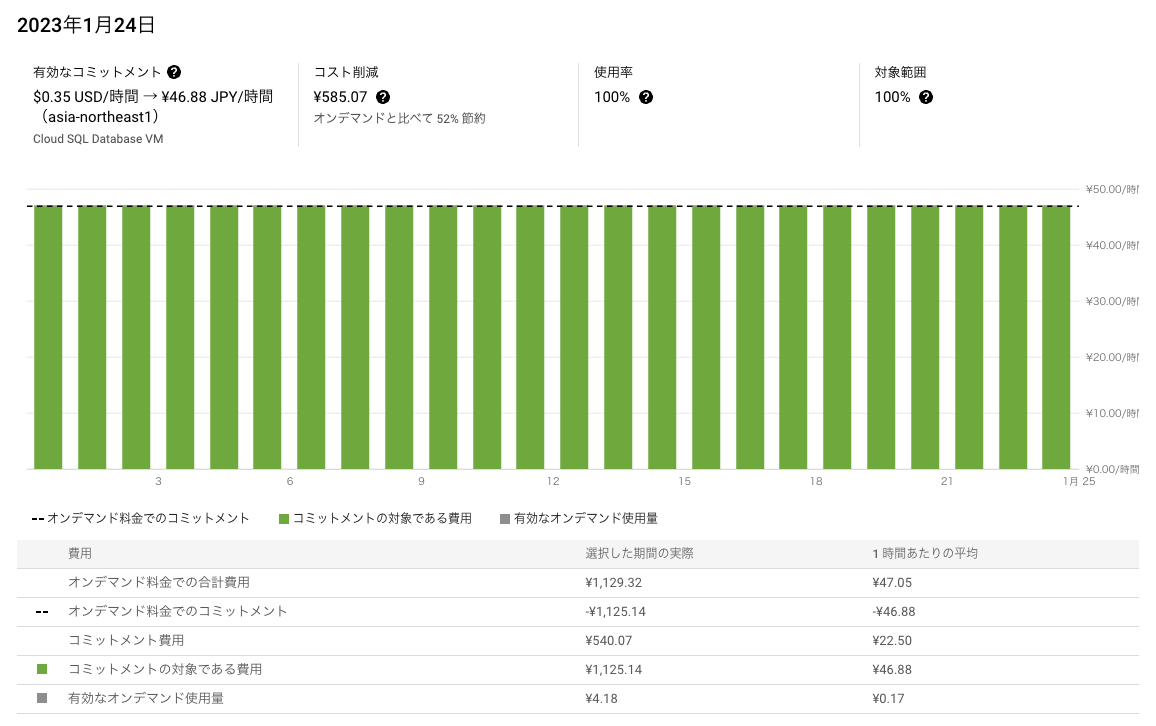 2023年1月24日
有効なコミットメント
$0.35 USD/時間 → ¥46.88 JPY/時間
（asia-northeast1）
Cloud SQL Database VM
コスト削減
¥585.07
オンデマンドと比べて 52% 節約
使用率
100%
対象範囲
100%
¥50.00/時
¥40.00/時
¥30.00/時
¥20.00/時
¥10.00/時
¥0.00/時間
3 6 9 12 15 18 21 1月 25
オンデマンド料金でのコミットメント コミットメントの対象である費用 有効なオンデマンド使用量
費用 選択した期間の実際 1 時間あたりの平均
オンデマンド料金での合計費用 ¥1,129.32 ¥47.05
オンデマンド料金でのコミットメント -¥1,125.14 -¥46.88
コミットメント費用 ¥540.07 ¥22.50
コミットメントの対象である費用 ¥1,125.14 ¥46.88
有効なオンデマンド使用量 ¥4.18 ¥0.17